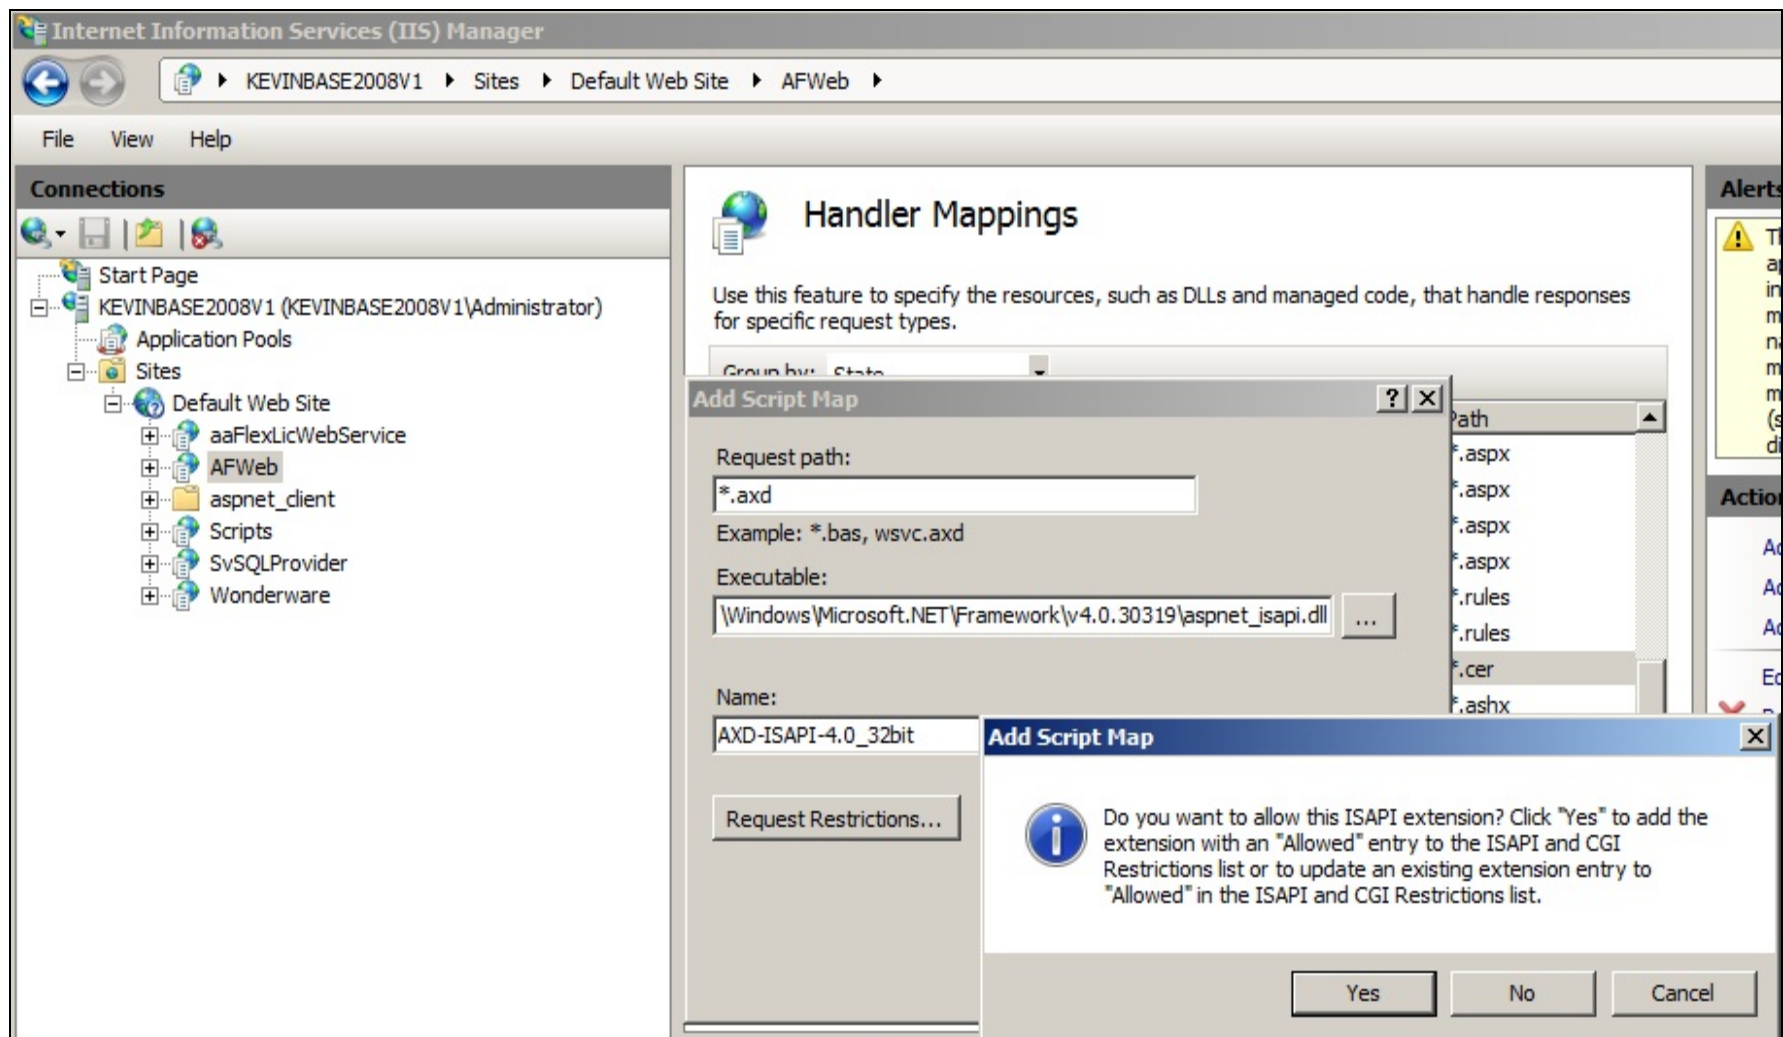 Internet Information Services (IIS) Manager
KEVINBASE2008V1 Sites Default Web Site AFWeb
File View Help
Connections
Start Page
KEVINBASE2008V1 (KEVINBASE2008V1\Administrator)
Application Pools
Sites
Default Web Site
aaFlexLicWebService
AFWeb
aspnet_client
Scripts
SvSQLProvider
Wonderware
Handler Mappings
Use this feature to specify the resources, such as DLLs and managed code, that handle responses
for specific request types.
Group by: State
Path
*.aspx
*.aspx
*.aspx
*.aspx
*.rules
*.rules
*.cer
*.ashx
Add Script Map
Request path:
*.axd
Example: *.bas, wsvc.axd
Executable:
\Windows\Microsoft.NET\Framework\v4.0.30319\aspnet_isapi.dll ...
Name:
AXD-ISAPI-4.0_32bit
Request Restrictions...
Add Script Map
Do you want to allow this ISAPI extension? Click "Yes" to add the
extension with an "Allowed" entry to the ISAPI and CGI
Restrictions list or to update an existing extension entry to
"Allowed" in the ISAPI and CGI Restrictions list.
Yes No Cancel
Alerts